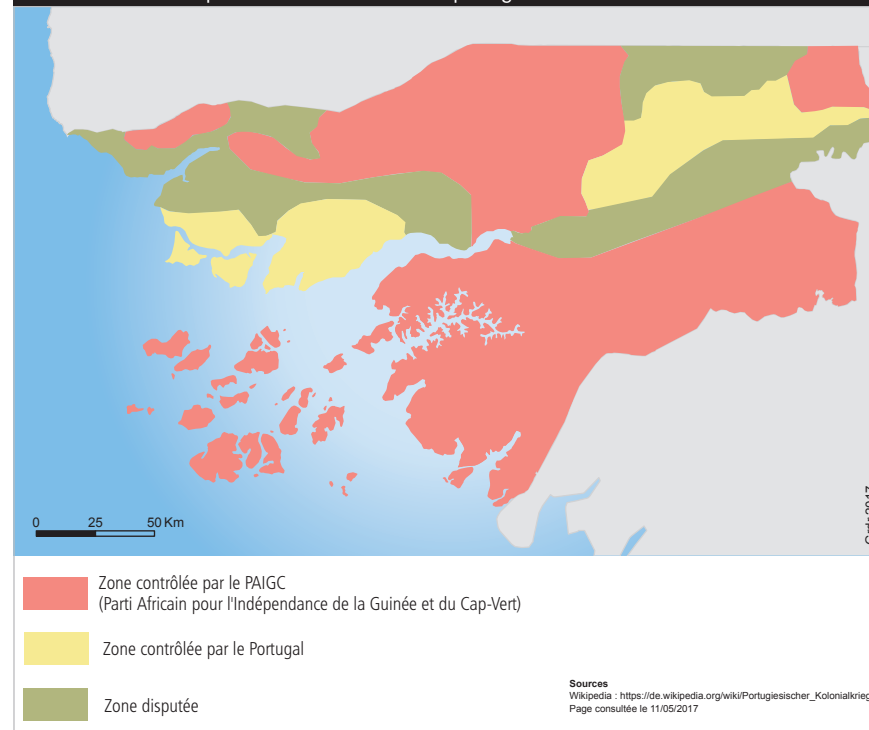 0 25 50 Km
Zone contrôlée par le PAIGC
(Parti Africain pour l'Indépendance de la Guinée et du Cap-Vert)
Zone contrôlée par le Portugal
Zone disputée
Sources
Wikipedia : https://de.wikipedia.org/wiki/Portugiesischer_Kolonialkrieg
Page consultée le 11/05/2017